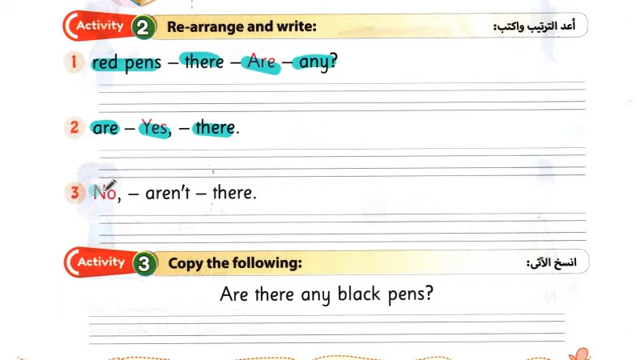 Activity 2 Re-arrange and write: أعد الترتيب واكتب:
1 red pens – there – Are – any?
2 are – Yes, – there.
3 No, – aren't – there.
Activity 3 Copy the following: انسخ الآتى:
Are there any black pens?